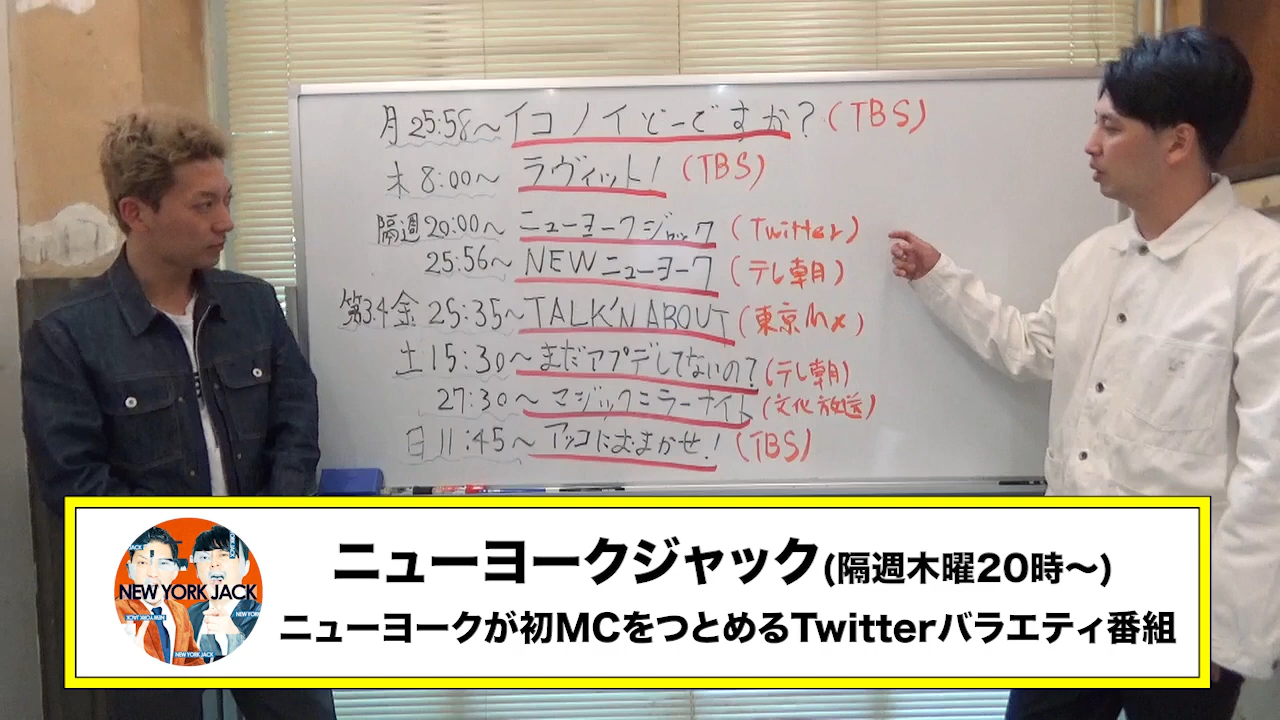 月25:58～イコノイどーですか？(TBS)
木 8:00～ ラヴィット！(TBS)
隔週20:00～ ニューヨークジャック(Twitter)
25:56～ NEWニューヨーク(テレ朝)
第3.4金 25:35～TALK'N ABOUT(東京MX)
土15:30～まだアプデしてないの？(テレ朝)
27:30～マジックミラーナイト(文化放送)
日11:45～アッコにおまかせ！(TBS)
NEW YORK JACK
NEW YORK JACK
ニューヨークジャック(隔週木曜20時～)
ニューヨークが初MCをつとめるTwitterバラエティ番組